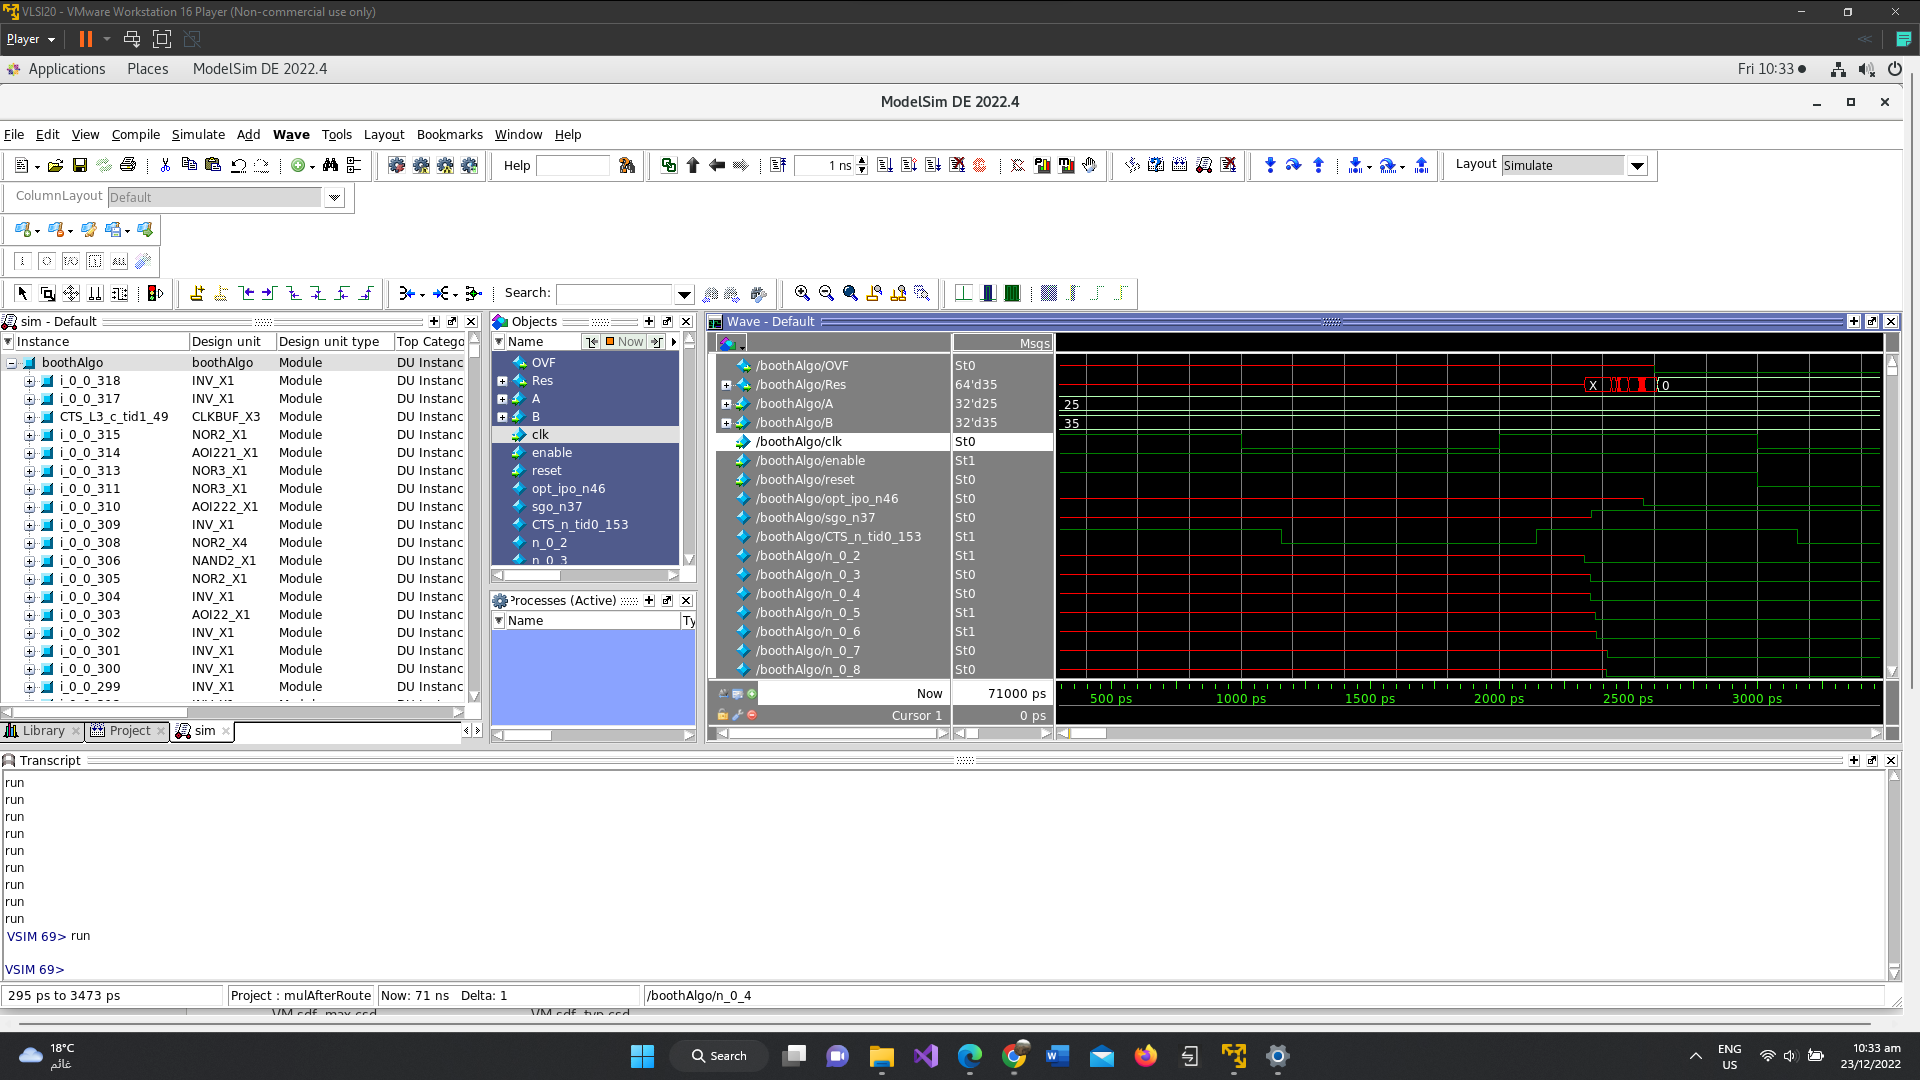 VLSI20 - VMware Workstation 16 Player (Non-commercial use only)
Player
Applications Places ModelSim DE 2022.4 Fri 10:33
ModelSim DE 2022.4
File Edit View Compile Simulate Add Wave Tools Layout Bookmarks Window Help
Help 1 ns Layout Simulate
ColumnLayout Default
Search:
sim - Default
Instance Design unit Design unit type Top Catego
boothAlgo boothAlgo Module DU Instanc
i_0_0_318 INV_X1 Module DU Instanc
i_0_0_317 INV_X1 Module DU Instanc
CTS_L3_c_tid1_49 CLKBUF_X3 Module DU Instanc
i_0_0_315 NOR2_X1 Module DU Instanc
i_0_0_314 AOI221_X1 Module DU Instanc
i_0_0_313 NOR3_X1 Module DU Instanc
i_0_0_311 NOR3_X1 Module DU Instanc
i_0_0_310 AOI222_X1 Module DU Instanc
i_0_0_309 INV_X1 Module DU Instanc
i_0_0_308 NOR2_X4 Module DU Instanc
i_0_0_306 NAND2_X1 Module DU Instanc
i_0_0_305 NOR2_X1 Module DU Instanc
i_0_0_304 INV_X1 Module DU Instanc
i_0_0_303 AOI22_X1 Module DU Instanc
i_0_0_302 INV_X1 Module DU Instanc
i_0_0_301 INV_X1 Module DU Instanc
i_0_0_300 INV_X1 Module DU Instanc
i_0_0_299 INV_X1 Module DU Instanc
Library Project sim
Objects
Name Now
OVF
Res
A
B
clk
enable
reset
opt_ipo_n46
sgo_n37
CTS_n_tid0_153
n_0_2
n_0_3
Processes (Active)
Name Ty
Wave - Default
Msgs
/boothAlgo/OVF St0
/boothAlgo/Res 64'd35 X 0
/boothAlgo/A 32'd25 25
/boothAlgo/B 32'd35 35
/boothAlgo/clk St0
/boothAlgo/enable St1
/boothAlgo/reset St0
/boothAlgo/opt_ipo_n46 St0
/boothAlgo/sgo_n37 St0
/boothAlgo/CTS_n_tid0_153 St1
/boothAlgo/n_0_2 St1
/boothAlgo/n_0_3 St0
/boothAlgo/n_0_4 St0
/boothAlgo/n_0_5 St1
/boothAlgo/n_0_6 St1
/boothAlgo/n_0_7 St0
/boothAlgo/n_0_8 St0
Now 71000 ps 500 ps 1000 ps 1500 ps 2000 ps 2500 ps 3000 ps
Cursor 1 0 ps
Transcript
run
run
run
run
run
run
run
run
run
VSIM 69> run
VSIM 69>
295 ps to 3473 ps Project : mulAfterRoute Now: 71 ns Delta: 1 /boothAlgo/n_0_4
18°C
غائم
Search
ENG
US
10:33 am
23/12/2022